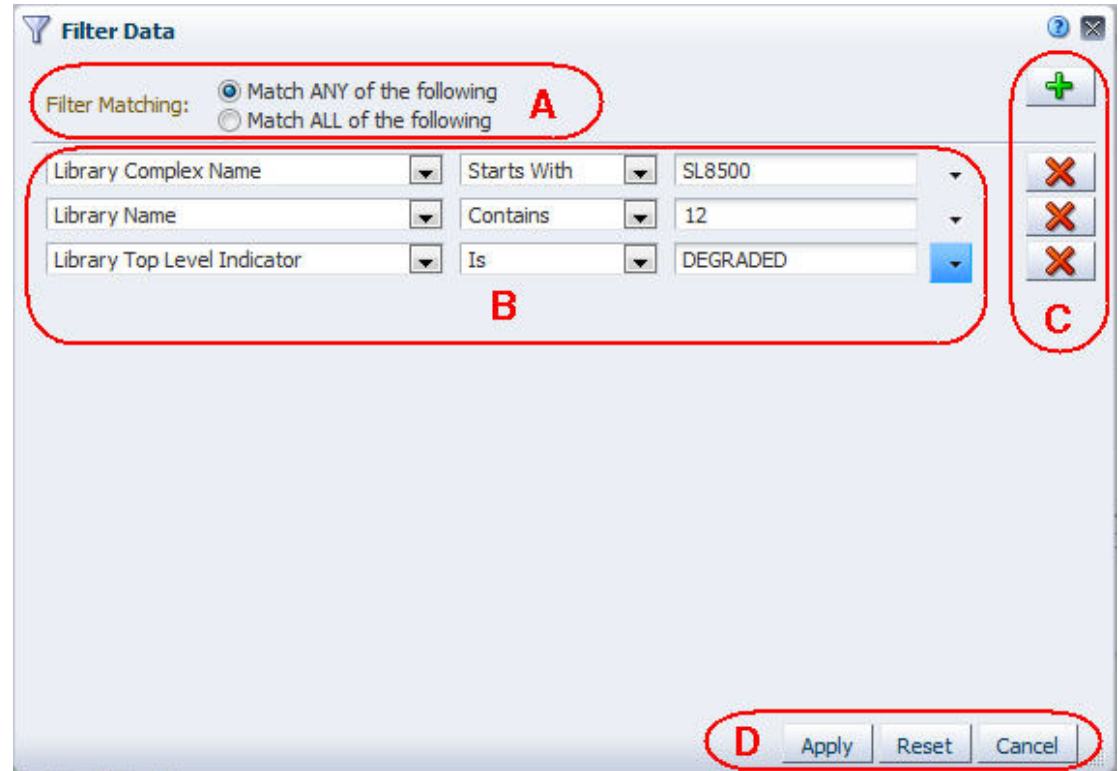 Filter Data
Filter Matching:
Match ANY of the following
Match ALL of the following
A
Library Complex Name Starts With SL8500
Library Name Contains 12
Library Top Level Indicator Is DEGRADED
B
C
D Apply Reset Cancel